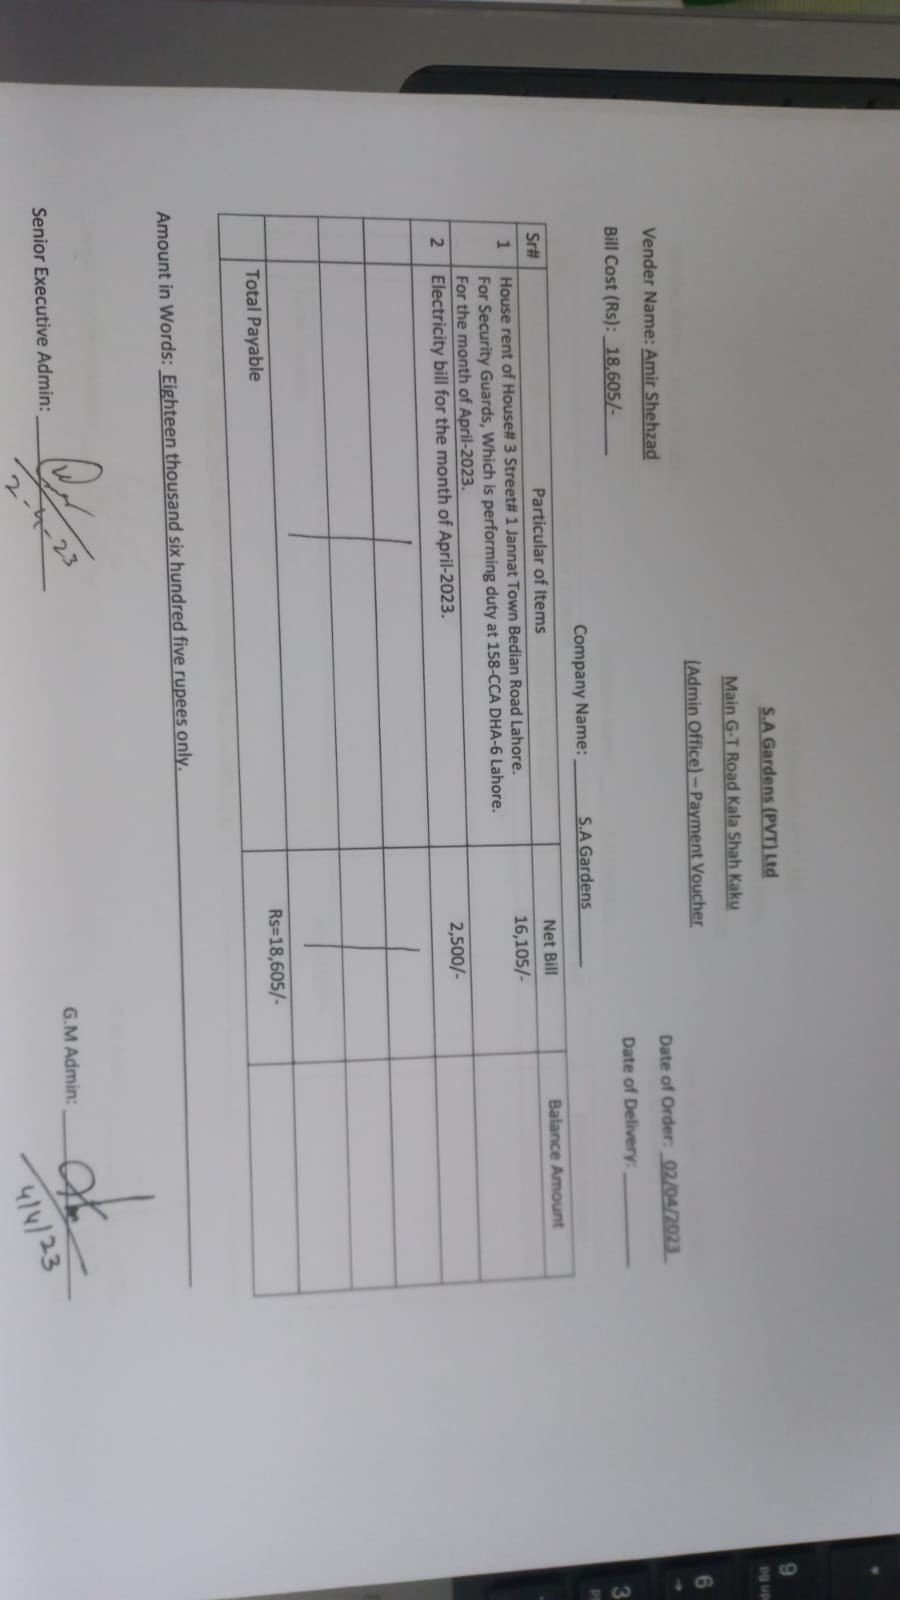 S.A Gardens (PVT) Ltd
Main G-T Road Kala Shah Kaku
(Admin Office) – Payment Voucher
Vender Name: Amir Shehzad Date of Order: 02/04/2023
Bill Cost (Rs): 18,605/- Date of Delivery:
Company Name: S.A Gardens
Sr# Particular of Items Net Bill Balance Amount
1 House rent of House# 3 Street# 1 Jannat Town Bedian Road Lahore. 16,105/-
For Security Guards, Which is performing duty at 158-CCA DHA-6 Lahore.
For the month of April-2023.
2 Electricity bill for the month of April-2023. 2,500/-
Total Payable Rs=18,605/-
Amount in Words: Eighteen thousand six hundred five rupees only.
Senior Executive Admin: G.M Admin:
2-4-23 4/4/23
9
pg up
6
3